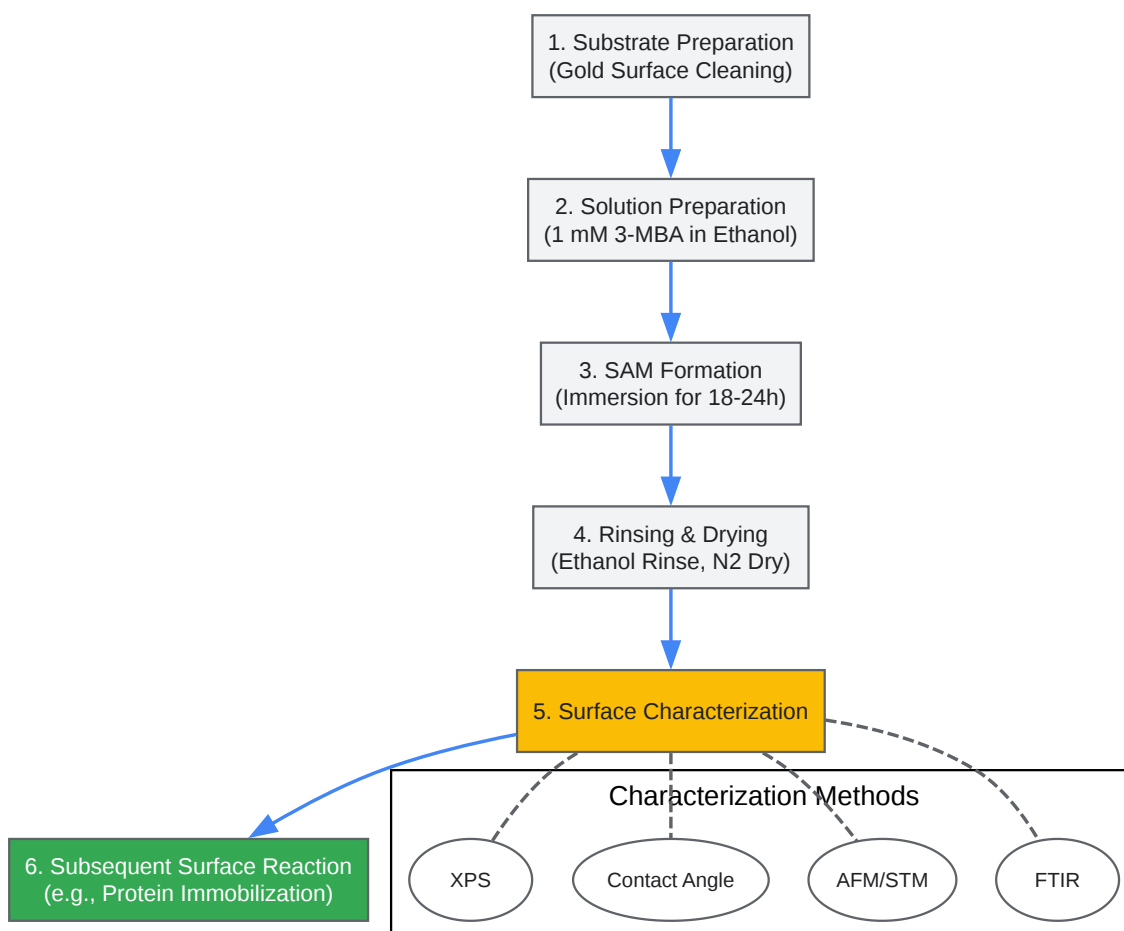 1. Substrate Preparation
(Gold Surface Cleaning)
2. Solution Preparation
(1 mM 3-MBA in Ethanol)
3. SAM Formation
(Immersion for 18-24h)
4. Rinsing & Drying
(Ethanol Rinse, N2 Dry)
5. Surface Characterization
Characterization Methods
6. Subsequent Surface Reaction
(e.g., Protein Immobilization)
XPS
Contact Angle
AFM/STM
FTIR